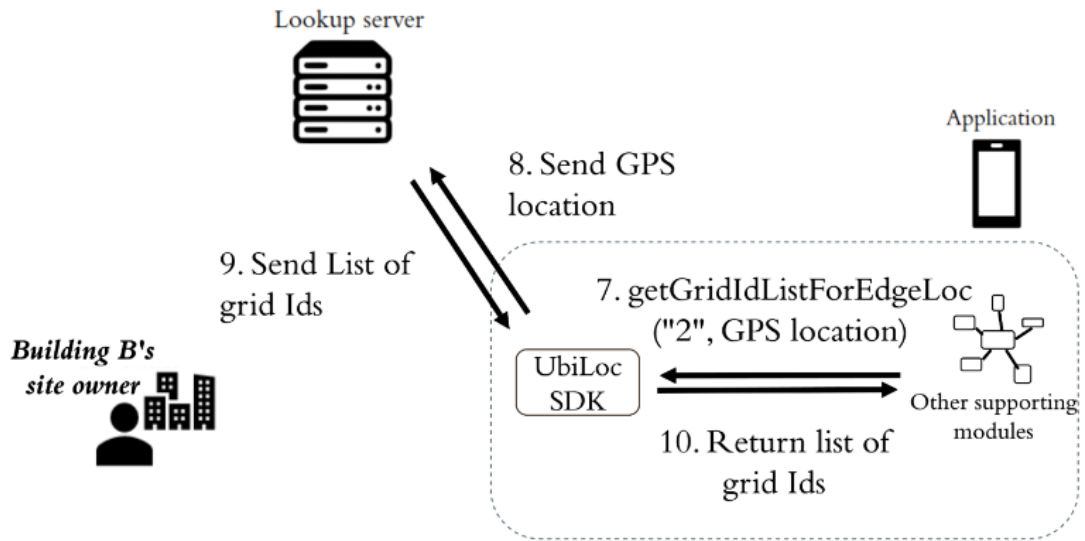 Lookup server
Application
8. Send GPS
location
9. Send List of
grid Ids
7. getGridIdListForEdgeLoc
("2", GPS location)
Building B's
site owner
UbiLoc
SDK
Other supporting
modules
10. Return list of
grid Ids